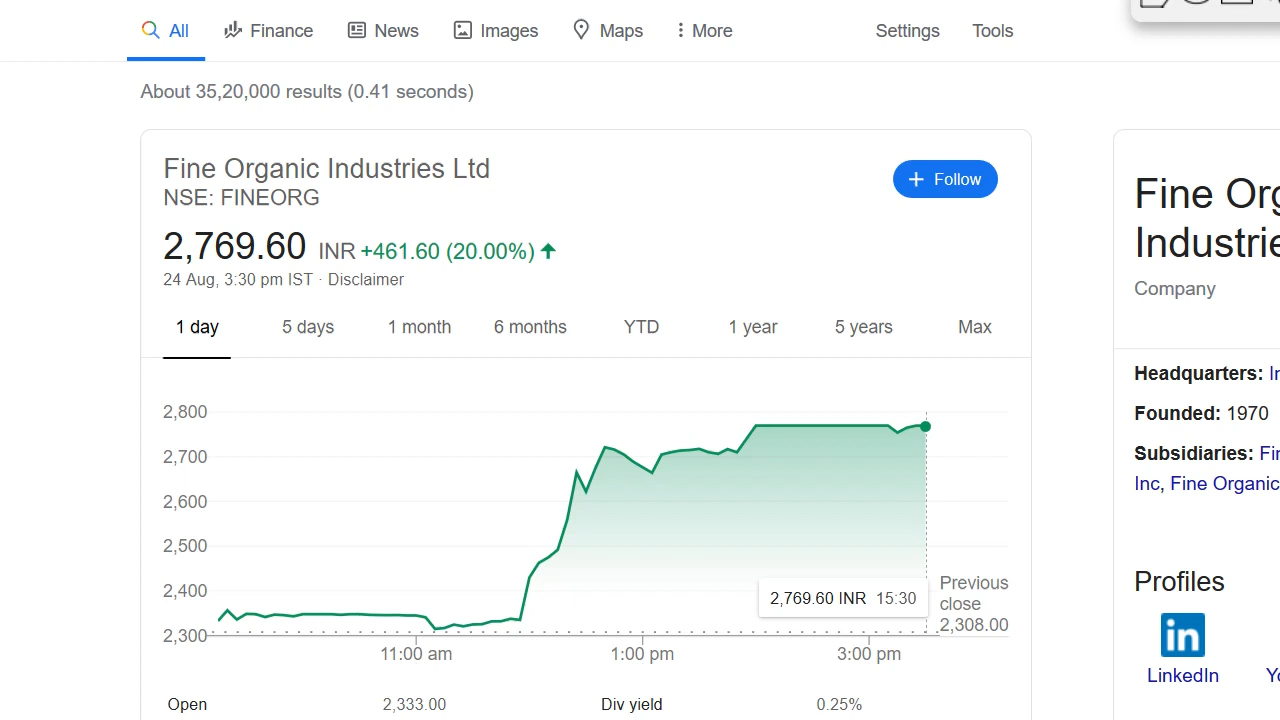 All Finance News Images Maps More Settings Tools
About 35,20,000 results (0.41 seconds)
Fine Organic Industries Ltd
NSE: FINEORG
Follow
2,769.60 INR +461.60 (20.00%)
24 Aug, 3:30 pm IST · Disclaimer
1 day 5 days 1 month 6 months YTD 1 year 5 years Max
2,800
2,700
2,600
2,500
2,400
2,300
2,769.60 INR 15:30
Previous
close
2,308.00
11:00 am 1:00 pm 3:00 pm
Open 2,333.00 Div yield 0.25%
Fine
Company
Headquarters:
Founded: 1970
Subsidiaries:
Inc, Fine Organic
Profiles
in
LinkedIn